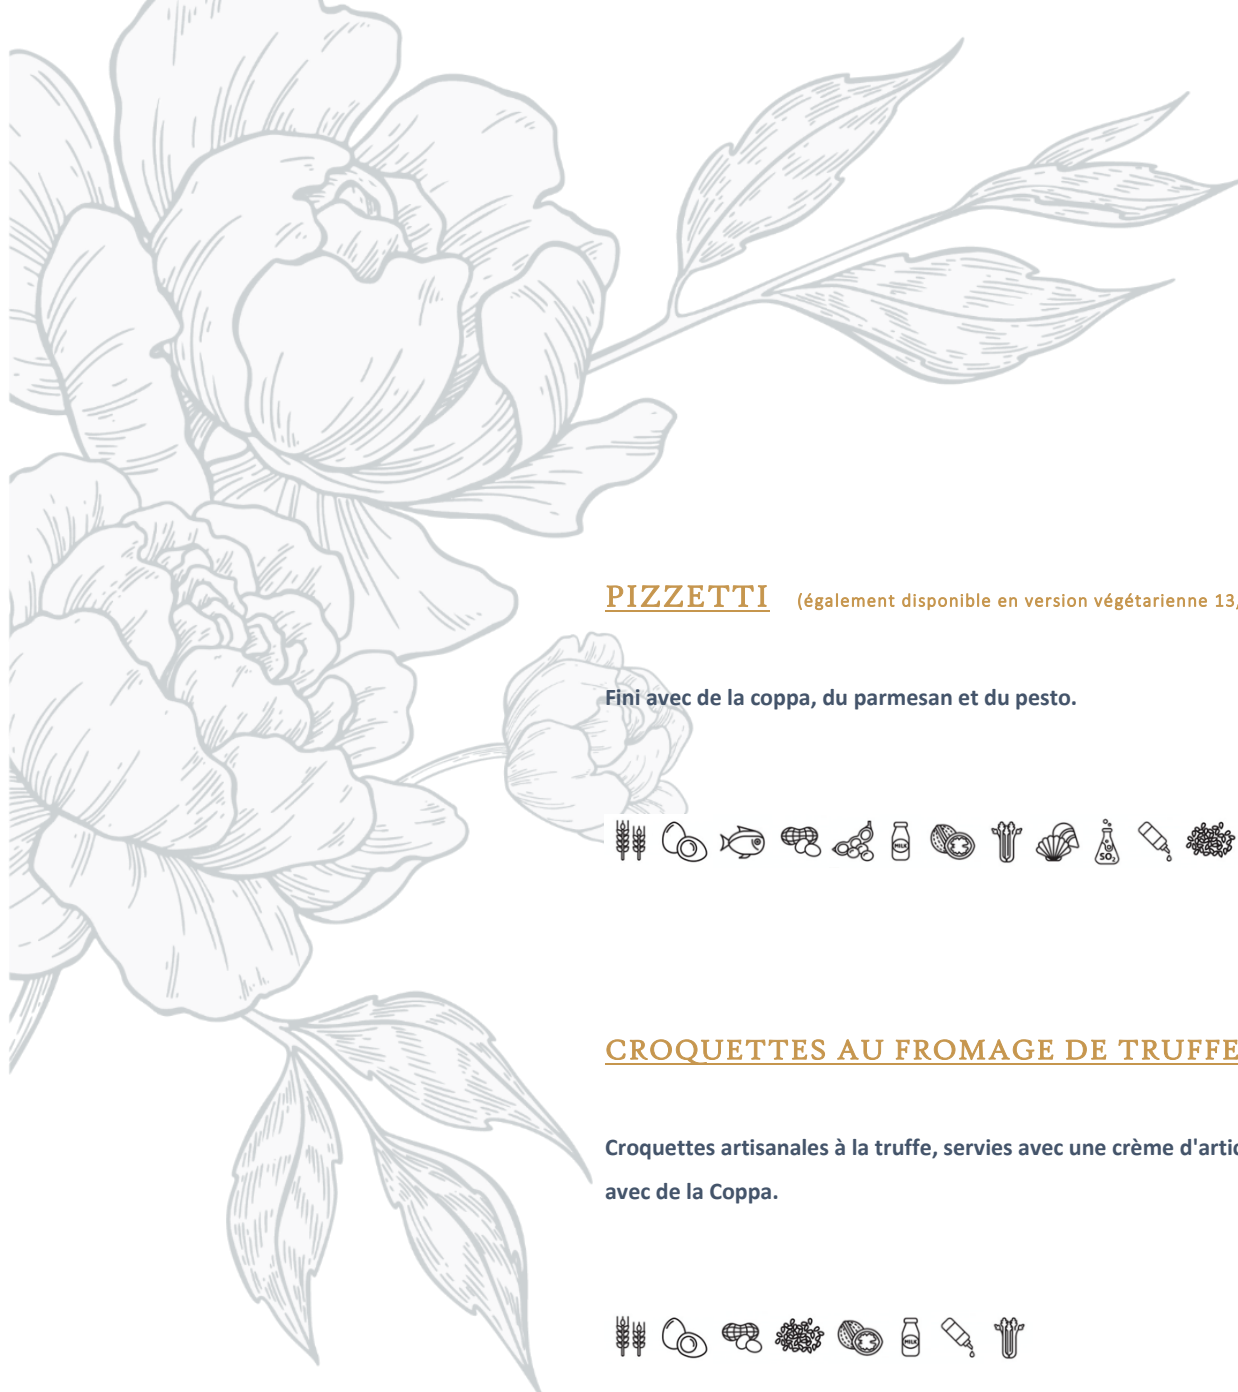 PIZZETTI (également disponible en version végétarienne 13,
Fini avec de la coppa, du parmesan et du pesto.
MILK
SO₂
CROQUETTES AU FROMAGE DE TRUFFE
Croquettes artisanales à la truffe, servies avec une crème d'artic
avec de la Coppa.
MILK